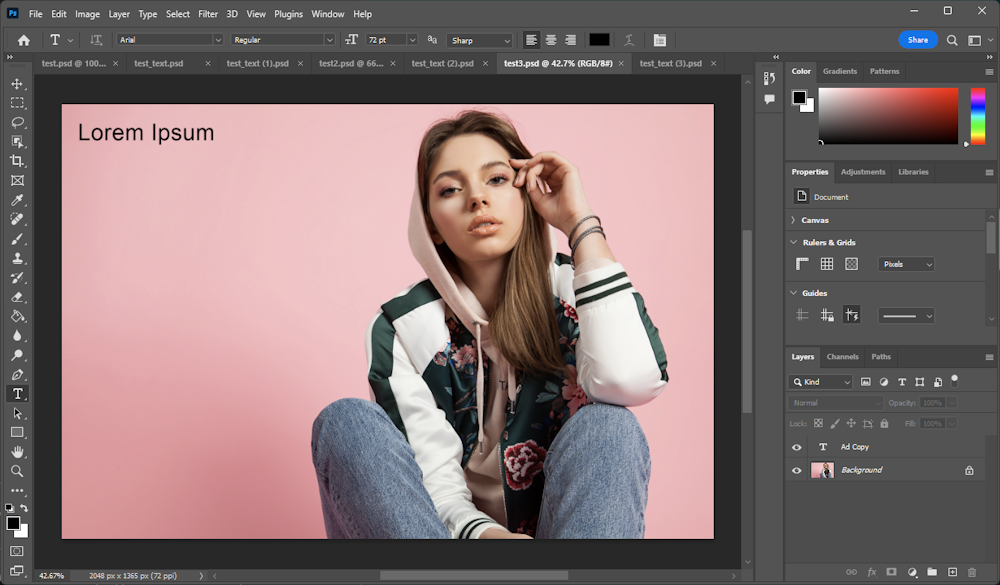 Ps File Edit Image Layer Type Select Filter 3D View Plugins Window Help
T Arial Regular 72 pt aa Sharp Share
test.psd @ 100... × test_text.psd × test_text (1).psd × test2.psd @ 66... × test_text (2).psd × test3.psd @ 42.7% (RGB/8#) × test_text (3).psd ×
Color Gradients Patterns
Lorem Ipsum
Properties Adjustments Libraries
Document
Canvas
Rulers & Grids
Pixels
Guides
Layers Channels Paths
Kind
Normal Opacity: 100%
Lock: Fill: 100%
T Ad Copy
Background
42.67% 2048 px x 1365 px (72 ppi)
fx